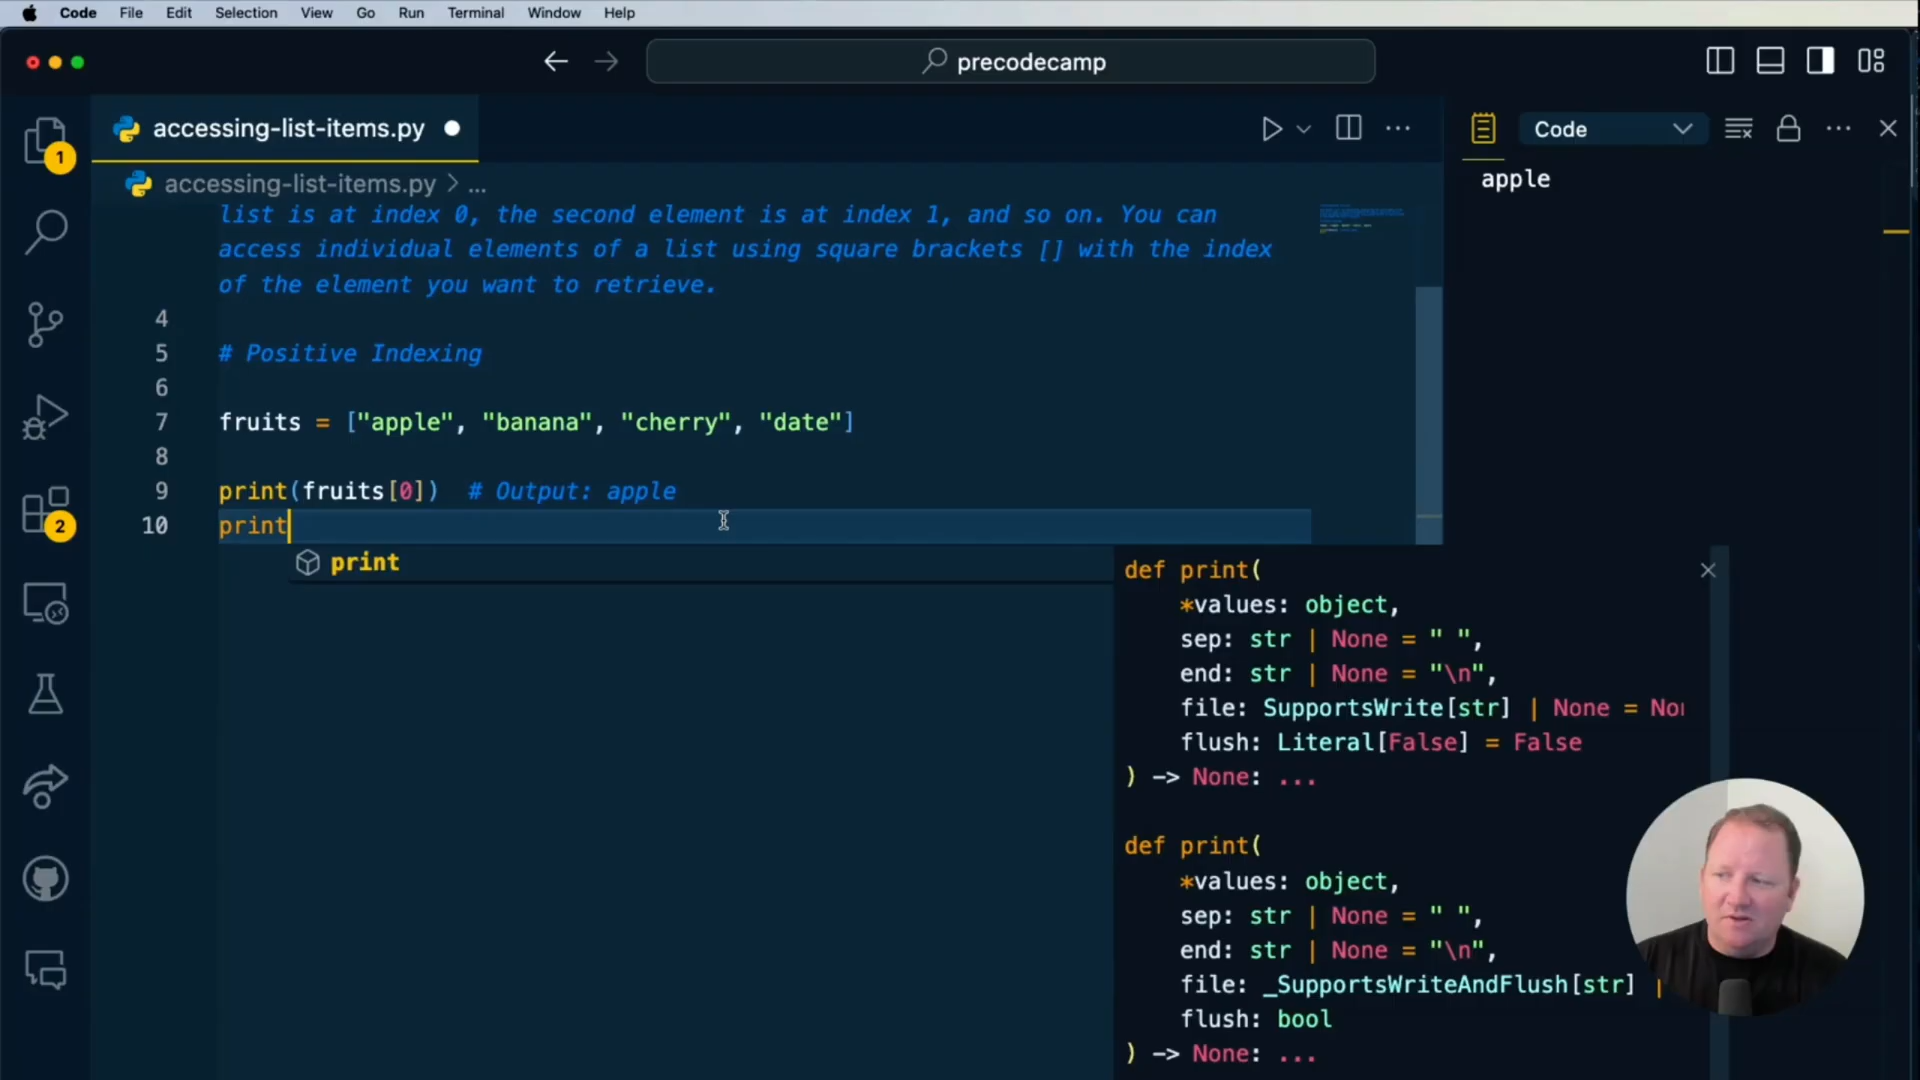 Code File Edit Selection View Go Run Terminal Window Help
precodecamp
accessing-list-items.py
Code
accessing-list-items.py > ...
apple
list is at index 0, the second element is at index 1, and so on. You can
access individual elements of a list using square brackets [] with the index
of the element you want to retrieve.
4
5 # Positive Indexing
6
7 fruits = ["apple", "banana", "cherry", "date"]
8
9 print(fruits[0])  # Output: apple
10 print
print
def print(
*values: object,
sep: str | None = " ",
end: str | None = "\n",
file: SupportsWrite[str] | None = Non
flush: Literal[False] = False
) -> None: ...
def print(
*values: object,
sep: str | None = " ",
end: str | None = "\n",
file: _SupportsWriteAndFlush[str] |
flush: bool
) -> None: ...
1
2